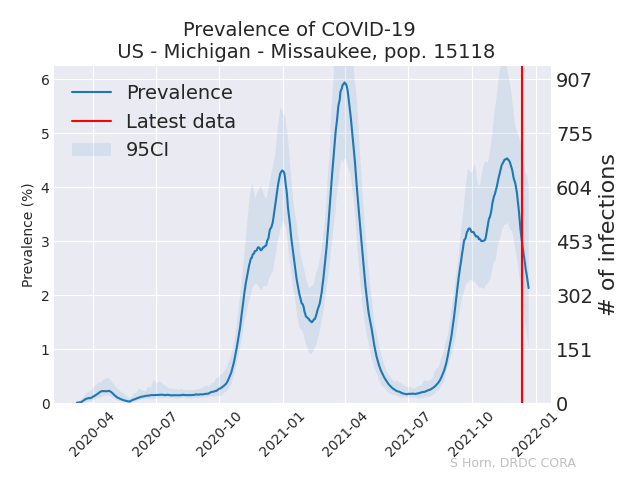 Prevalence of COVID-19
US - Michigan - Missaukee, pop. 15118
Prevalence
Latest data
95CI
Prevalence (%)
6
5
4
3
2
1
0
907
755
604
453
302
151
0
# of infections
2020-04
2020-07
2020-10
2021-01
2021-04
2021-07
2021-10
2022-01
S Horn, DRDC CORA